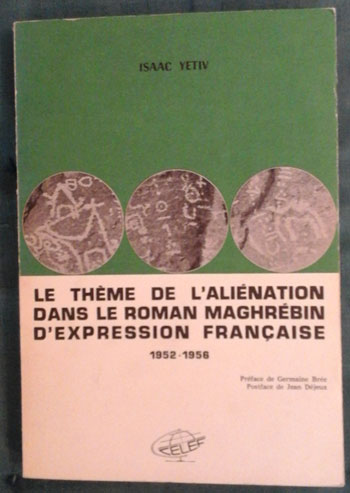 ISAAC YETIV
LE THÈME DE L'ALIÉNATION
DANS LE ROMAN MAGHRÉBIN
D'EXPRESSION FRANÇAISE
1952-1956
Préface de Germaine Brée
Postface de Jean Déjeux
CELEF